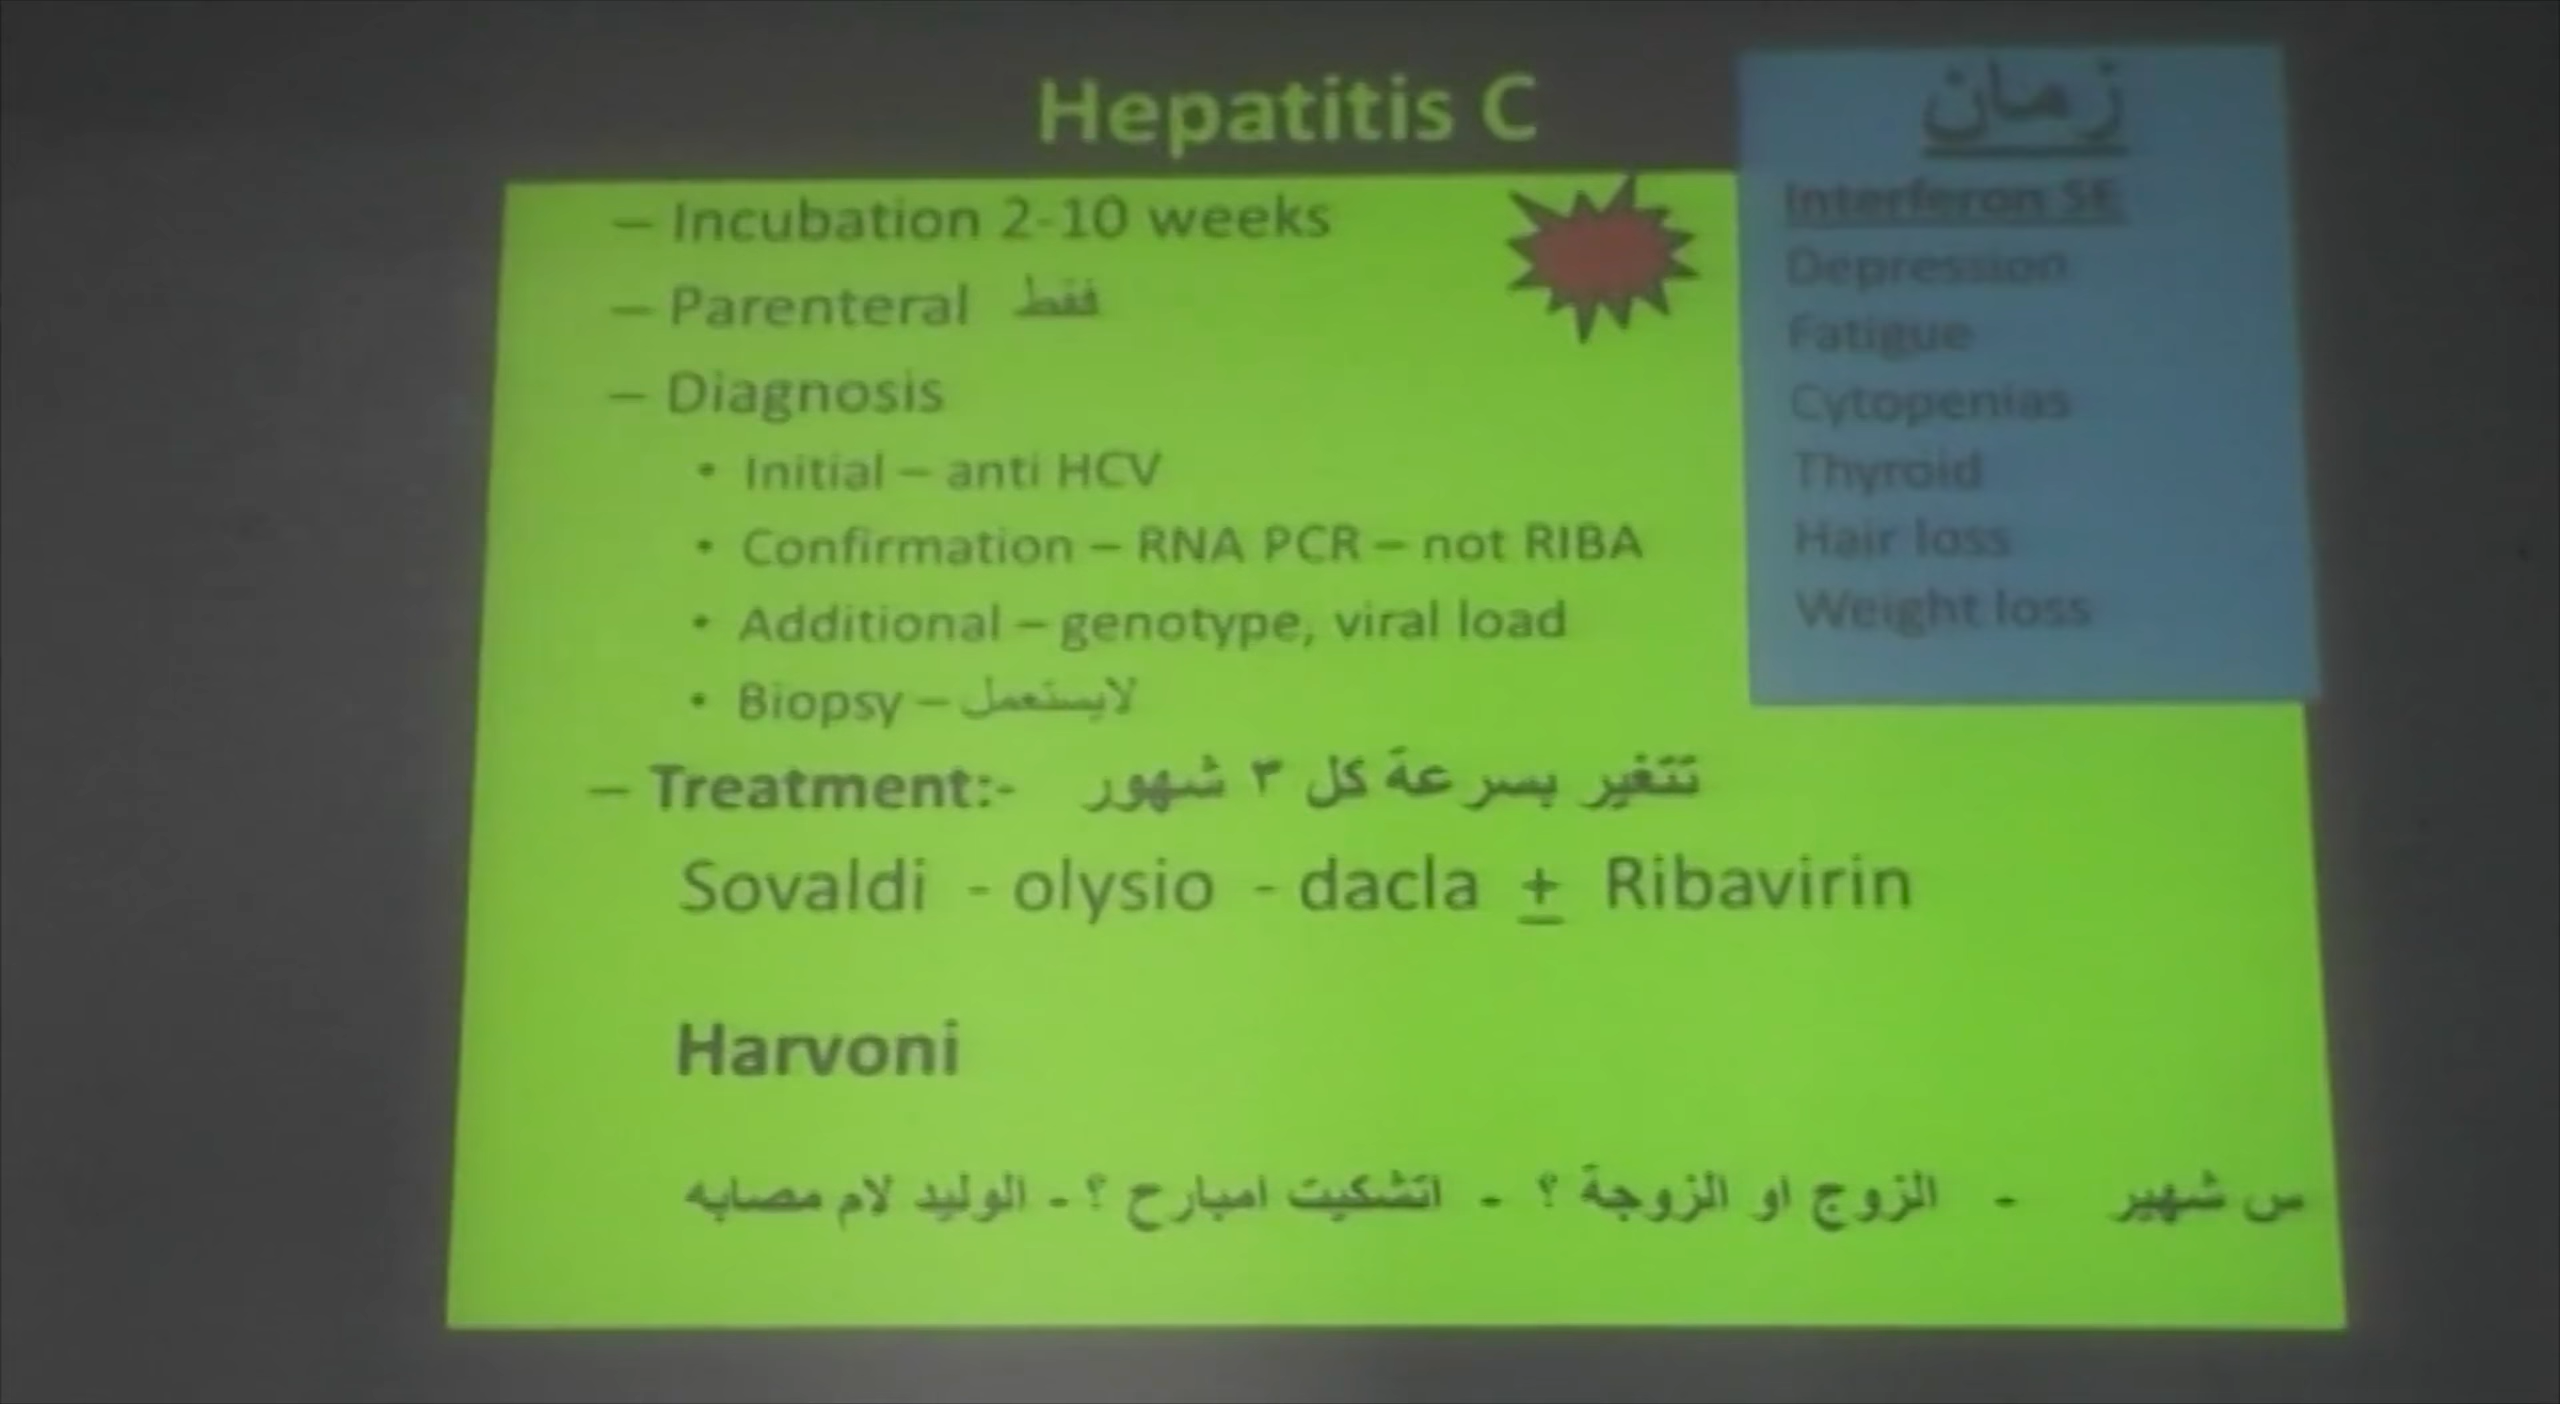 Hepatitis C
– Incubation 2-10 weeks
– Parenteral فقط
– Diagnosis
• Initial – anti HCV
• Confirmation – RNA PCR – not RIBA
• Additional – genotype, viral load
• Biopsy – لايستعمل
– Treatment:- تتغير بسرعة كل ٣ شهور
Sovaldi - olysio - dacla ± Ribavirin
Harvoni
س شهير - الزوج او الزوجة ؟ - اتشكيت امبارح ؟ - الوليد لام مصابه
زمان
Interferon SE
Depression
Fatigue
Cytopenias
Thyroid
Hair loss
Weight loss